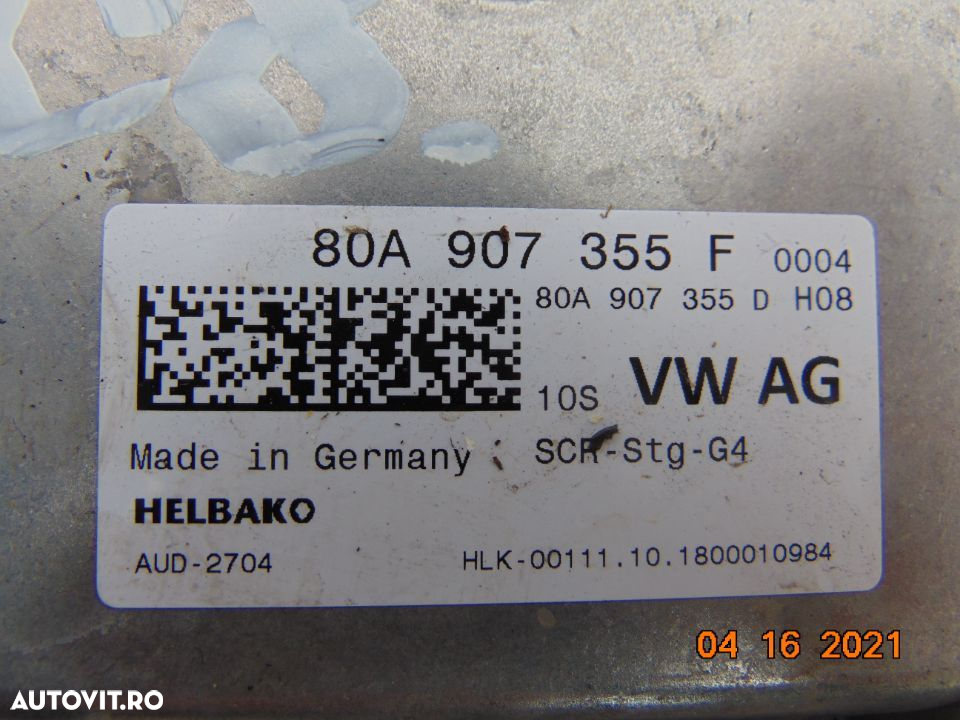 80A 907 355 F 0004
80A 907 355 D H08
10S VW AG
Made in Germany SCR-Stg-G4
HELBAKO
AUD-2704 HLK-00111.10.1800010984
04 16 2021
AUTOVIT.RO